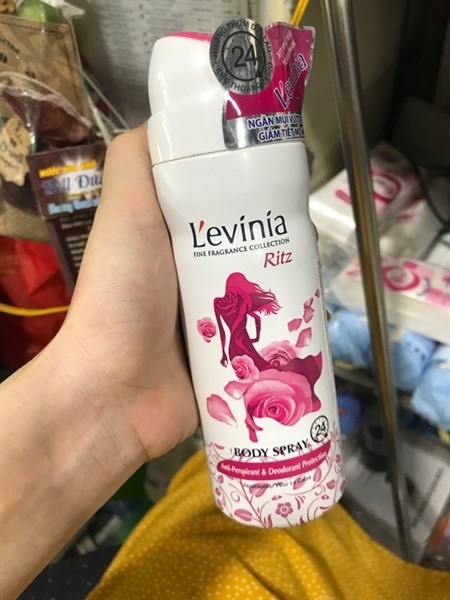 24
L'evinia
NGĂN MÙI VƯỢT
GIẢM TIẾT MỒ
L'evinia
FINE FRAGRANCE COLLECTION
Ritz
BODY SPRAY 24
Anti-Perspirant & Deodorant Protection